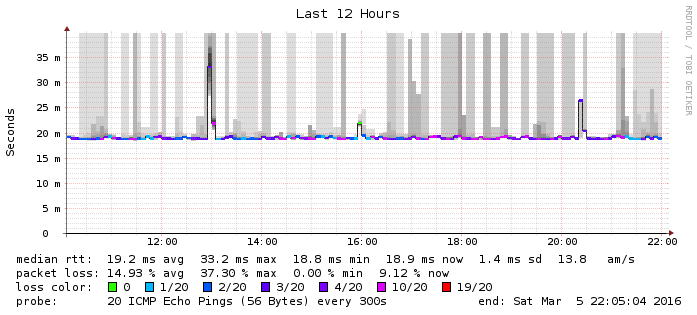 Last 12 Hours
RRDTOOL / TOBI OETIKER
Seconds
35 m
30 m
25 m
20 m
15 m
10 m
5 m
0
12:00 14:00 16:00 18:00 20:00 22:00
median rtt: 19.2 ms avg 33.2 ms max 18.8 ms min 18.9 ms now 1.4 ms sd 13.8 am/s
packet loss: 14.93 % avg 37.30 % max 0.00 % min 9.12 % now
loss color: 0 1/20 2/20 3/20 4/20 10/20 19/20
probe: 20 ICMP Echo Pings (56 Bytes) every 300s end: Sat Mar 5 22:05:04 2016